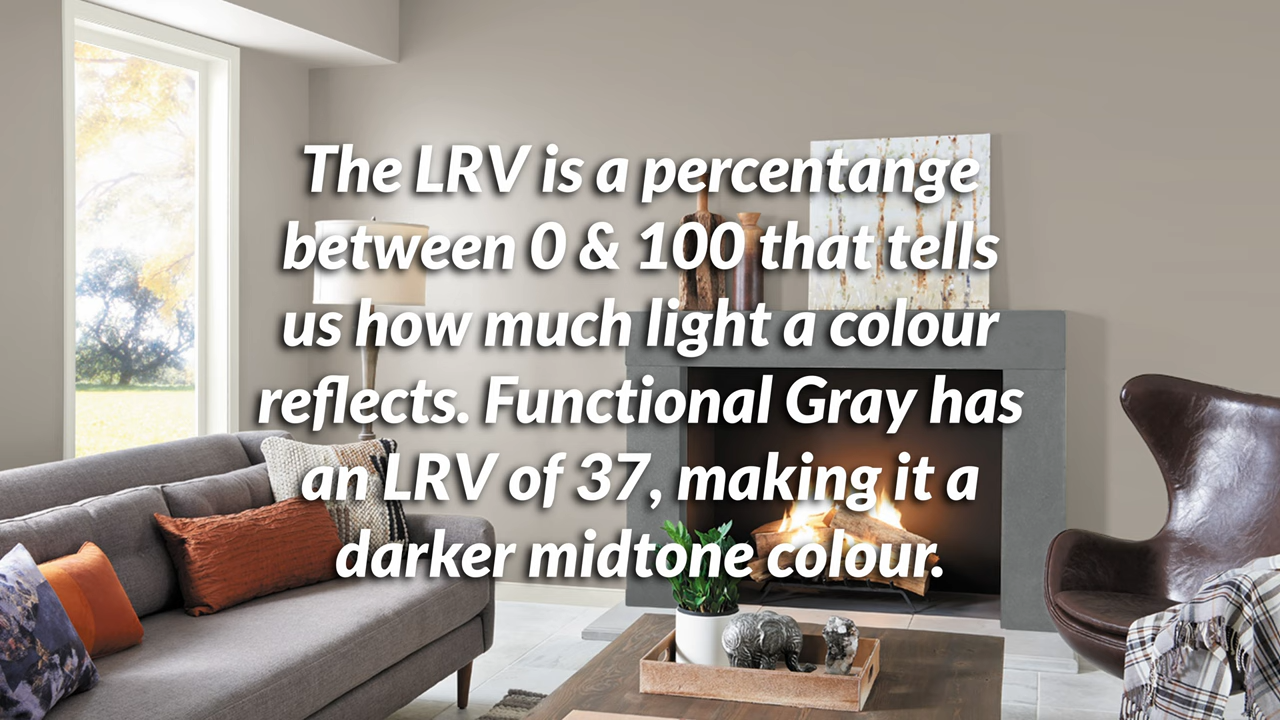 The LRV is a percentange
between 0 & 100 that tells
us how much light a colour
reflects. Functional Gray has
an LRV of 37, making it a
darker midtone colour.